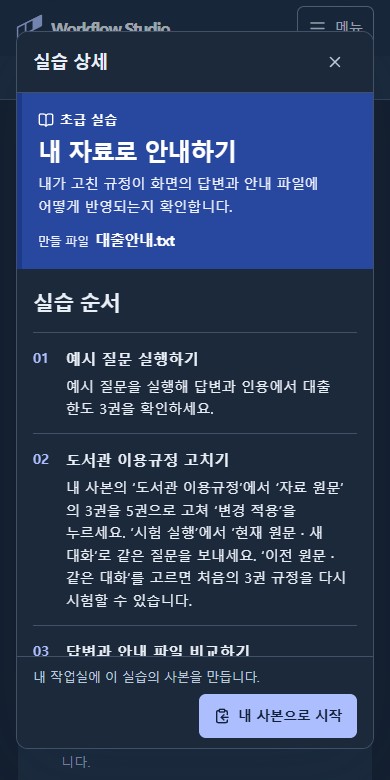 Workflow Studio
메뉴
실습 상세
초급 실습
내 자료로 안내하기
내가 고친 규정이 화면의 답변과 안내 파일에
어떻게 반영되는지 확인합니다.
만들 파일 대출안내.txt
실습 순서
01 예시 질문 실행하기
예시 질문을 실행해 답변과 인용에서 대출
한도 3권을 확인하세요.
02 도서관 이용규정 고치기
내 사본의 ‘도서관 이용규정’에서 ‘자료 원문’
의 3권을 5권으로 고쳐 ‘변경 적용’을
누르세요. ‘시험 실행’에서 ‘현재 원문 · 새
대화’로 같은 질문을 보내세요. ‘이전 원문 ·
같은 대화’를 고르면 처음의 3권 규정을 다시
시험할 수 있습니다.
03 답변과 안내 파일 비교하기
내 작업실에 이 실습의 사본을 만듭니다.
내 사본으로 시작
니다.